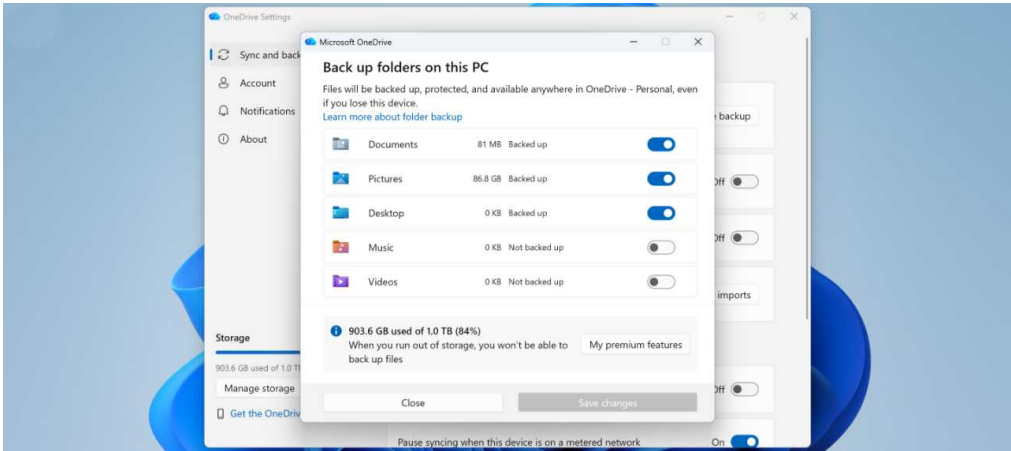 OneDrive Settings
Sync and back
Account
Notifications
About
Storage
903.6 GB used of 1.0 TB
Manage storage
Get the OneDriv
Microsoft OneDrive
Back up folders on this PC
Files will be backed up, protected, and available anywhere in OneDrive - Personal, even
if you lose this device.
Learn more about folder backup
Documents 81 MB Backed up
Pictures 86.8 GB Backed up
Desktop 0 KB Backed up
Music 0 KB Not backed up
Videos 0 KB Not backed up
903.6 GB used of 1.0 TB (84%)
When you run out of storage, you won't be able to
back up files
My premium features
Close Save changes
backup
Off
Off
imports
Off
Pause syncing when this device is on a metered network On